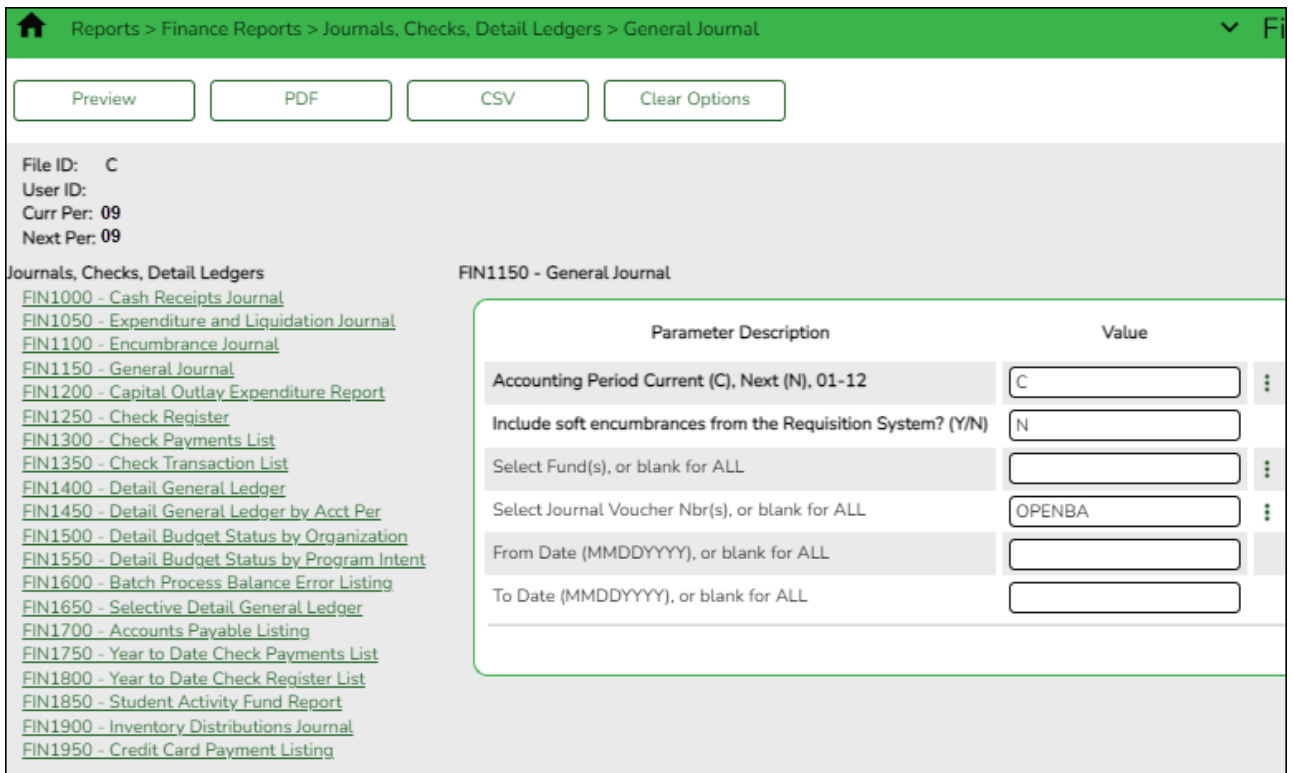 Reports > Finance Reports > Journals, Checks, Detail Ledgers > General Journal
Fi
Preview PDF CSV Clear Options
File ID: C
User ID:
Curr Per: 09
Next Per: 09
Journals, Checks, Detail Ledgers
FIN1000 - Cash Receipts Journal
FIN1050 - Expenditure and Liquidation Journal
FIN1100 - Encumbrance Journal
FIN1150 - General Journal
FIN1200 - Capital Outlay Expenditure Report
FIN1250 - Check Register
FIN1300 - Check Payments List
FIN1350 - Check Transaction List
FIN1400 - Detail General Ledger
FIN1450 - Detail General Ledger by Acct Per
FIN1500 - Detail Budget Status by Organization
FIN1550 - Detail Budget Status by Program Intent
FIN1600 - Batch Process Balance Error Listing
FIN1650 - Selective Detail General Ledger
FIN1700 - Accounts Payable Listing
FIN1750 - Year to Date Check Payments List
FIN1800 - Year to Date Check Register List
FIN1850 - Student Activity Fund Report
FIN1900 - Inventory Distributions Journal
FIN1950 - Credit Card Payment Listing
FIN1150 - General Journal
Parameter Description Value
Accounting Period Current (C), Next (N), 01-12 C
Include soft encumbrances from the Requisition System? (Y/N) N
Select Fund(s), or blank for ALL
Select Journal Voucher Nbr(s), or blank for ALL OPENBA
From Date (MMDDYYYY), or blank for ALL
To Date (MMDDYYYY), or blank for ALL